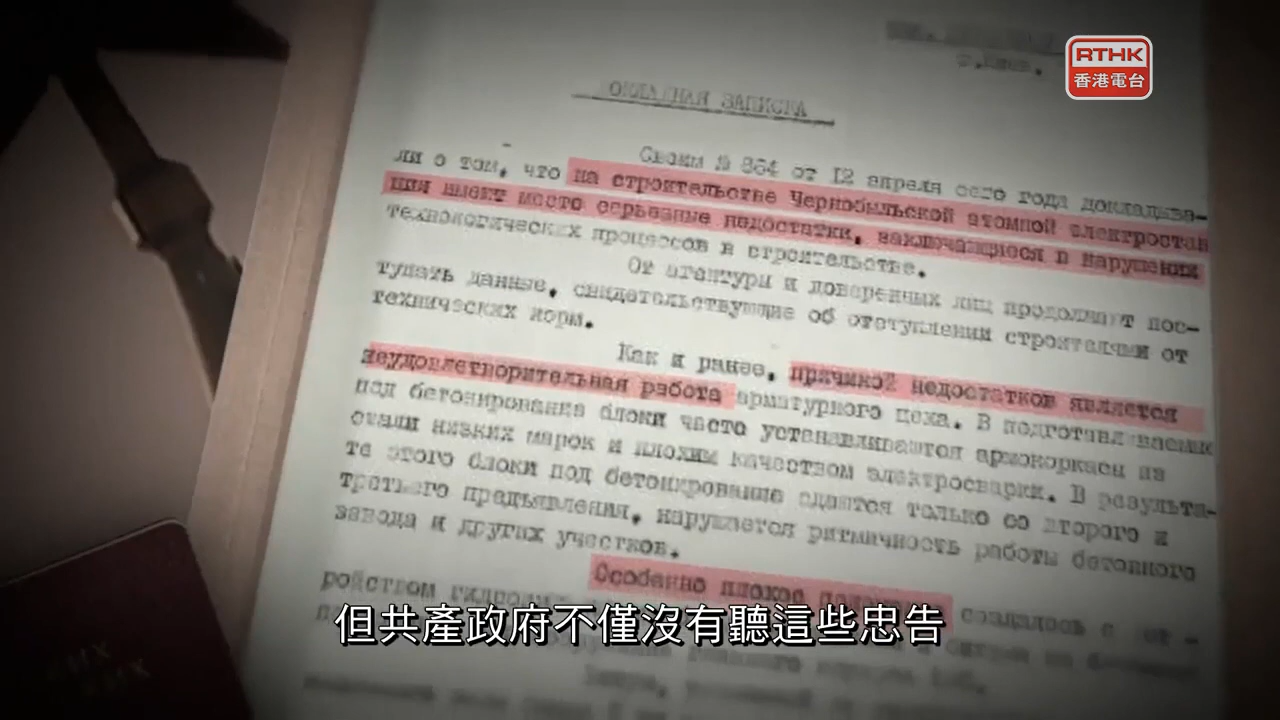 RTHK
香港電台
ДОКЛАДНАЯ ЗАПИСКА
Своим № 864 от 12 апреля сего года докладыва-
ли о том, что на строительстве Чернобыльской атомной электростан
ции имеют место серьезные недостатки, заключающиеся в нарушении
технологических процессов в строительстве.
От агентуры и доверенных лиц продолжают пос-
тупать данные, свидетельствующие об отступлении строителями от
технических норм.
Как и ранее, причиной недостатков является
неудовлетворительная работа арматурного цеха. В подготавливаемые
под бетонирование блоки часто устанавливаются армокаркасы из
стали низких марок и плохим качеством электросварки. В результа-
те этого блоки под бетонирование сдаются только со второго и
третьего предъявления, нарушается ритмичность работы бетонного
завода и других участков.
Особенно плохое создалось с
ройством
但共產政府不僅沒有聽這些忠告